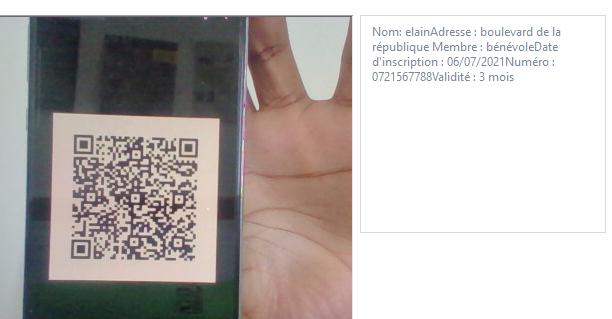 Nom: elainAdresse : boulevard de la
république Membre : bénévoleDate
d'inscription : 06/07/2021Numéro :
0721567788Validité : 3 mois